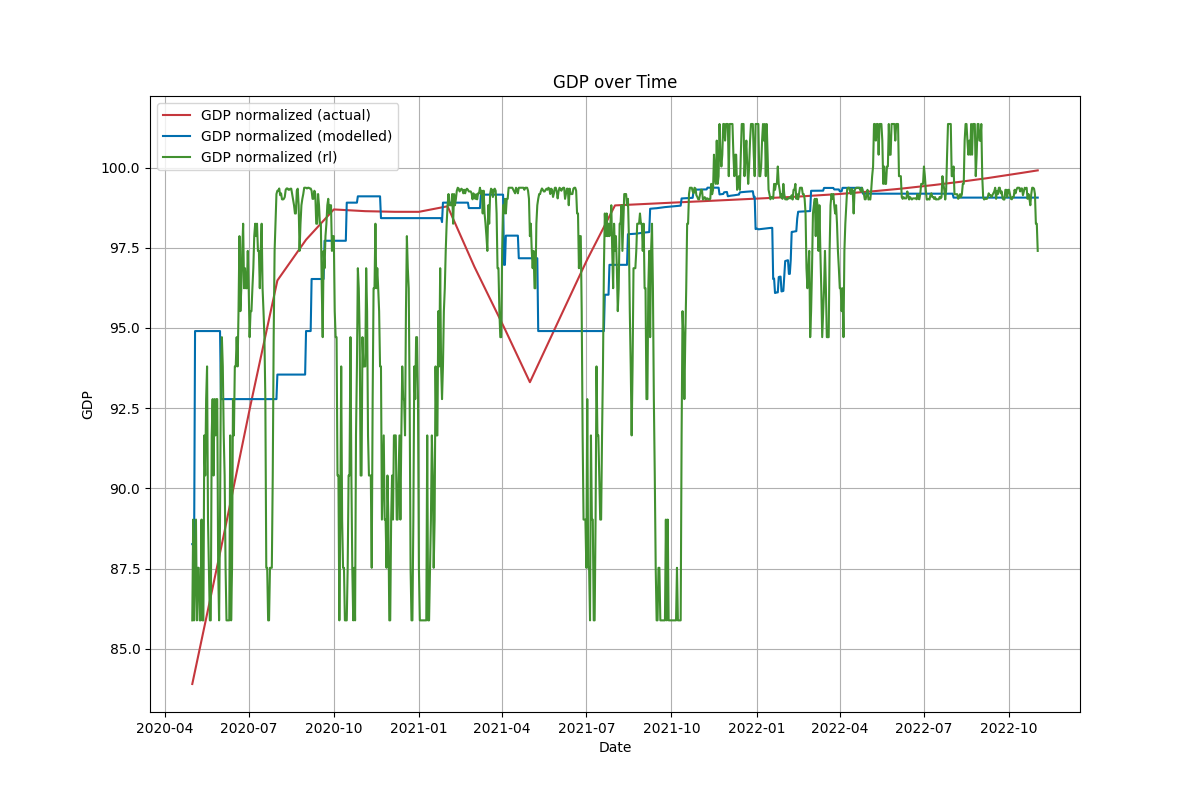 GDP over Time
GDP normalized (actual)
GDP normalized (modelled)
GDP normalized (rl)
GDP
100.0
97.5
95.0
92.5
90.0
87.5
85.0
2020-04 2020-07 2020-10 2021-01 2021-04 2021-07 2021-10 2022-01 2022-04 2022-07 2022-10
Date